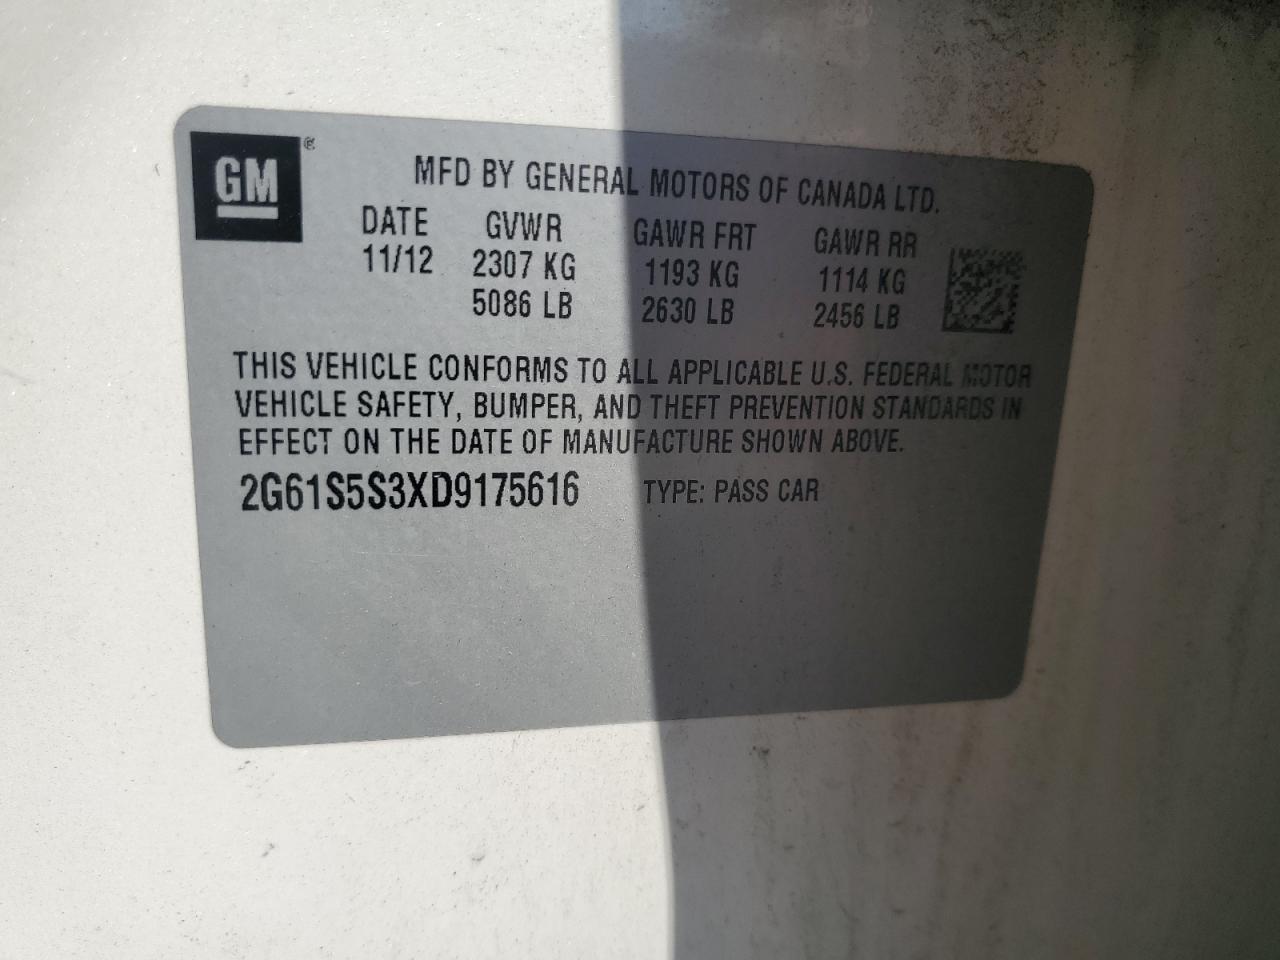 GM®
MFD BY GENERAL MOTORS OF CANADA LTD.
DATE GVWR GAWR FRT GAWR RR
11/12 2307 KG 1193 KG 1114 KG
5086 LB 2630 LB 2456 LB
THIS VEHICLE CONFORMS TO ALL APPLICABLE U.S. FEDERAL MOTOR
VEHICLE SAFETY, BUMPER, AND THEFT PREVENTION STANDARDS IN
EFFECT ON THE DATE OF MANUFACTURE SHOWN ABOVE.
2G61S5S3XD9175616 TYPE: PASS CAR